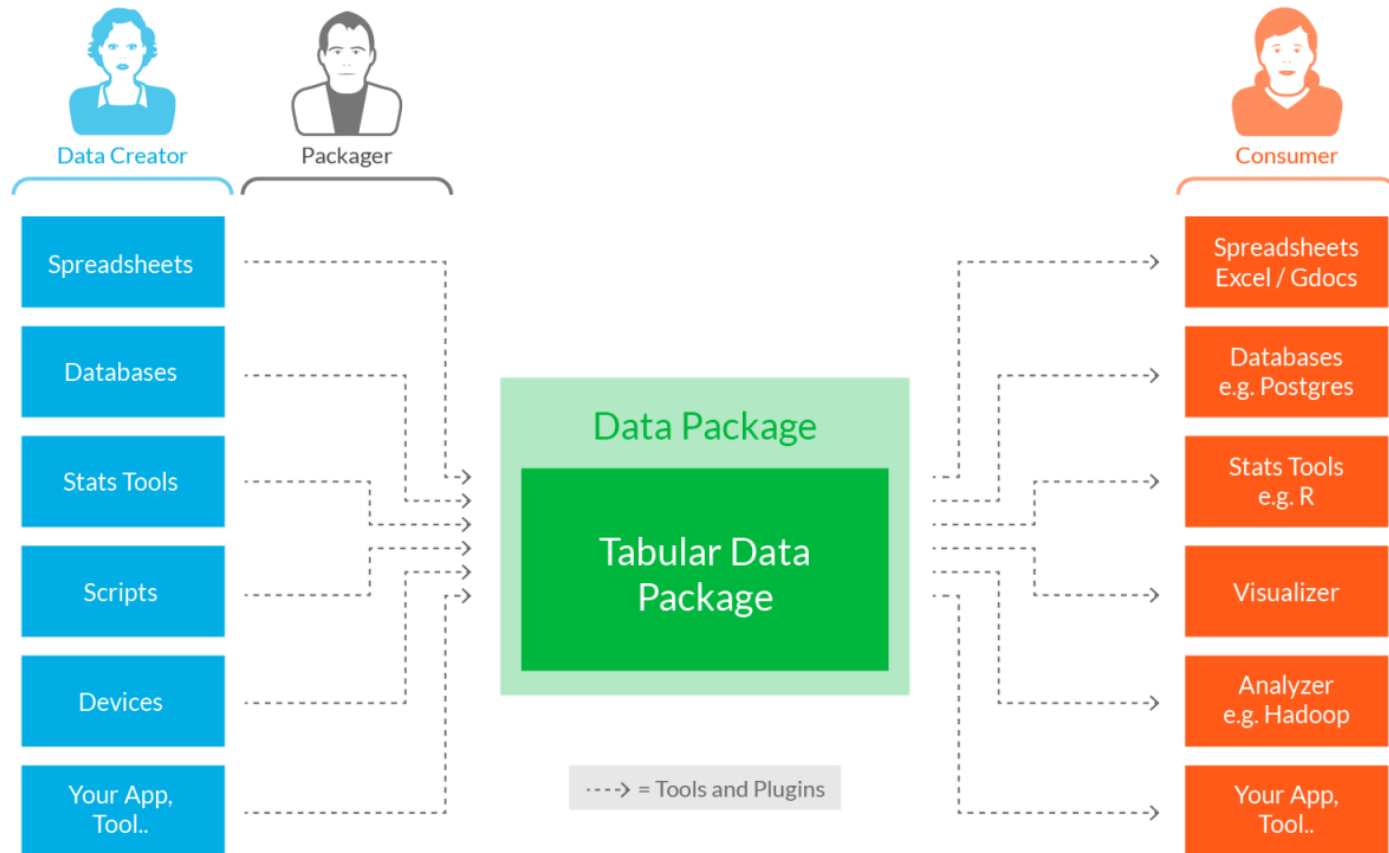 Data Creator
Packager
Consumer
Spreadsheets
Databases
Stats Tools
Scripts
Devices
Your App,
Tool..
Data Package
Tabular Data
Package
----> = Tools and Plugins
Spreadsheets
Excel / Gdocs
Databases
e.g. Postgres
Stats Tools
e.g. R
Visualizer
Analyzer
e.g. Hadoop
Your App,
Tool..